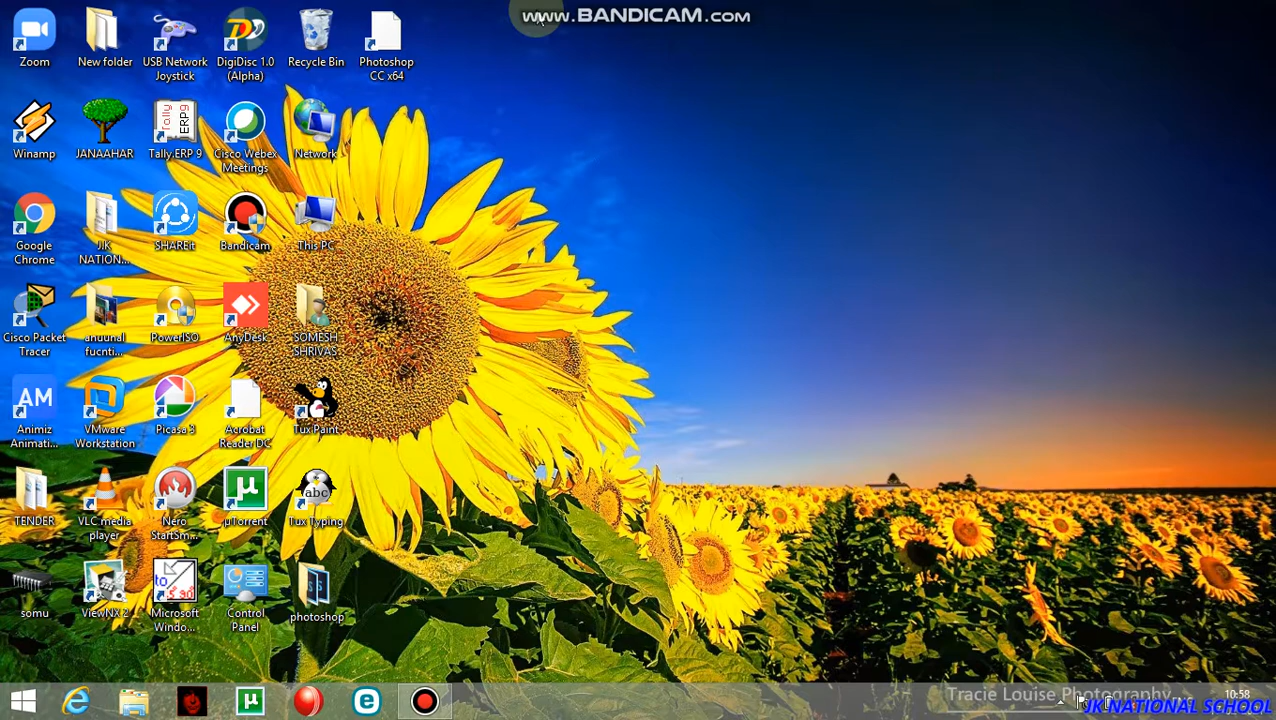 www.BANDICAM.com
Zoom
New folder
USB Network
Joystick
DigiDisc 1.0
(Alpha)
Recycle Bin
Photoshop
CC x64
Winamp
JANAAHAR
Tally.ERP 9
Cisco Webex
Meetings
Network
Google
Chrome
JJK
NATION...
SHAREit
Bandicam
This PC
Cisco Packet
Tracer
anuunal
fucnti...
PowerISO
AnyDesk
SOMESH
SHRIVAS
AM
Animiz
Animati...
VMware
Workstation
Picasa 3
Acrobat
Reader DC
Tux Paint
TENDER
VLC media
player
Nero
StartSm...
µTorrent
abc
Tux Typing
somu
ViewNX 2
Microsoft
Windo...
Control
Panel
photoshop
Tracie Louise Photography
10:58
JK NATIONAL SCHOOL